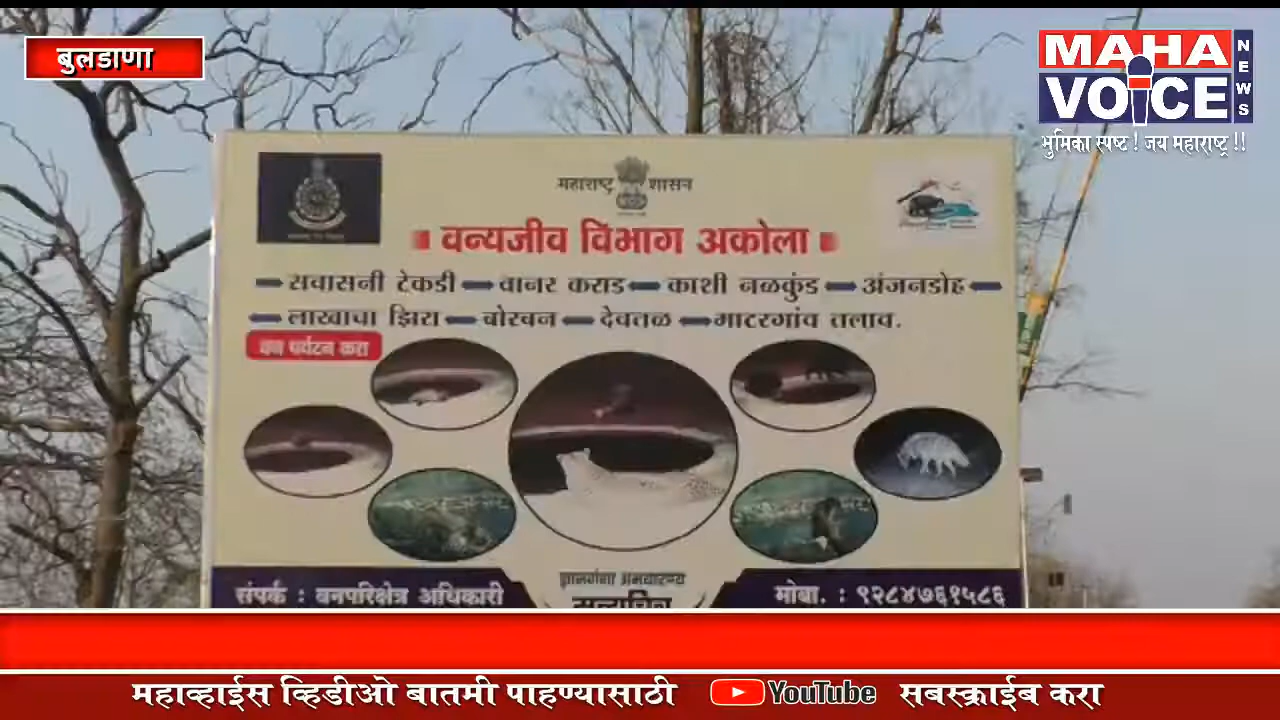 बुलडाणा
MAHA VOICE NEWS
भुमिका स्पष्ट ! जय महाराष्ट्र !!
महाराष्ट्र शासन
वन्यजीव विभाग अकोला
सवासनी टेकडी वानर कराड काशी नळकुंड अंजनडोह
लाखाचा झिरा बोरबन देवतळ माटरगांव तलाव.
वन पर्यटन करा
ज्ञानगंगा अभयारण्य
संपर्क : वनपरिक्षेत्र अधिकारी
मोबा. : ९२८४७६१५८६
महाव्हाईस व्हिडीओ बातमी पाहण्यासाठी YouTube सबस्क्राईब करा